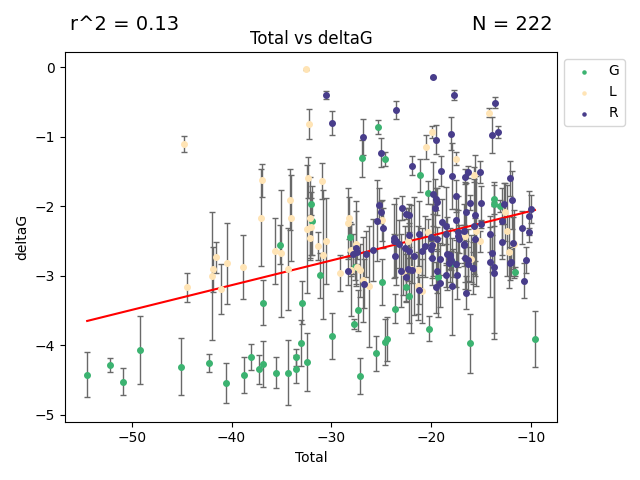 r^2 = 0.13
N = 222
Total vs deltaG
G
L
R
deltaG
0
−1
−2
−3
−4
−5
−50
−40
−30
−20
−10
Total